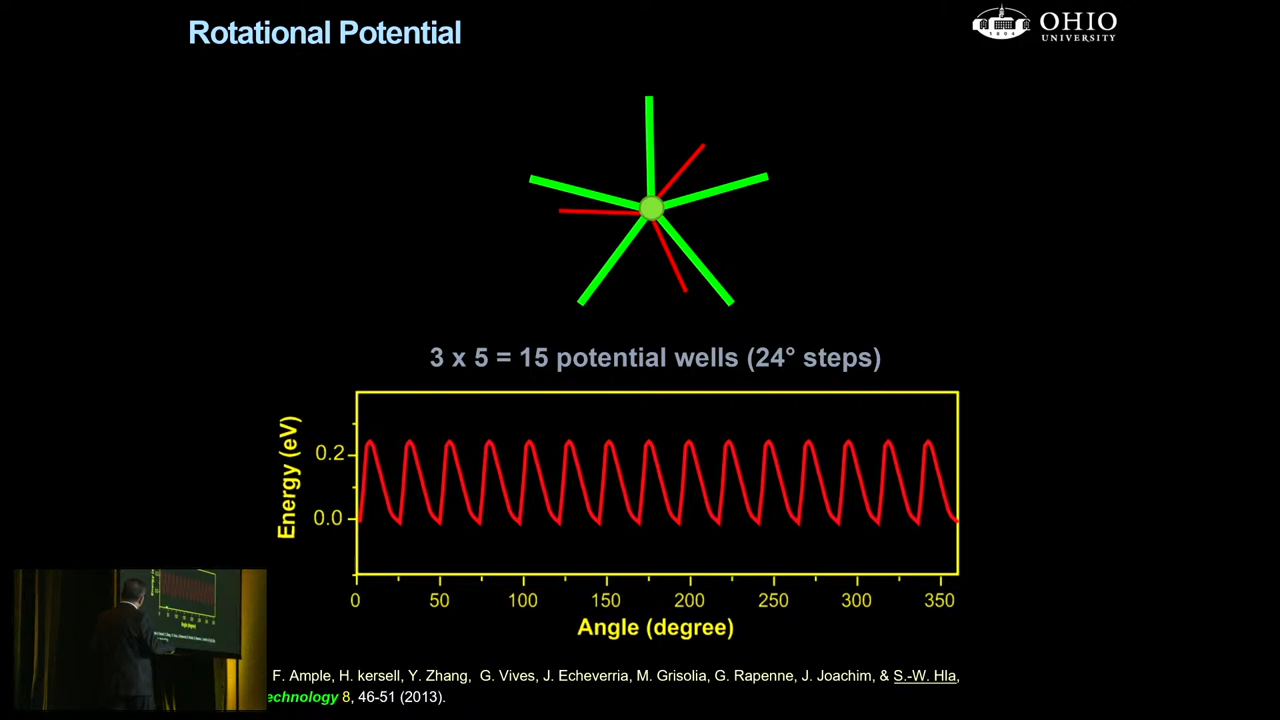 Rotational Potential
OHIO
UNIVERSITY
1804
3 x 5 = 15 potential wells (24° steps)
Energy (eV)
0.2
0.0
0 50 100 150 200 250 300 350
Angle (degree)
F. Ample, H. kersell, Y. Zhang, G. Vives, J. Echeverria, M. Grisolia, G. Rapenne, J. Joachim, & S.-W. Hla,
echnology 8, 46-51 (2013).